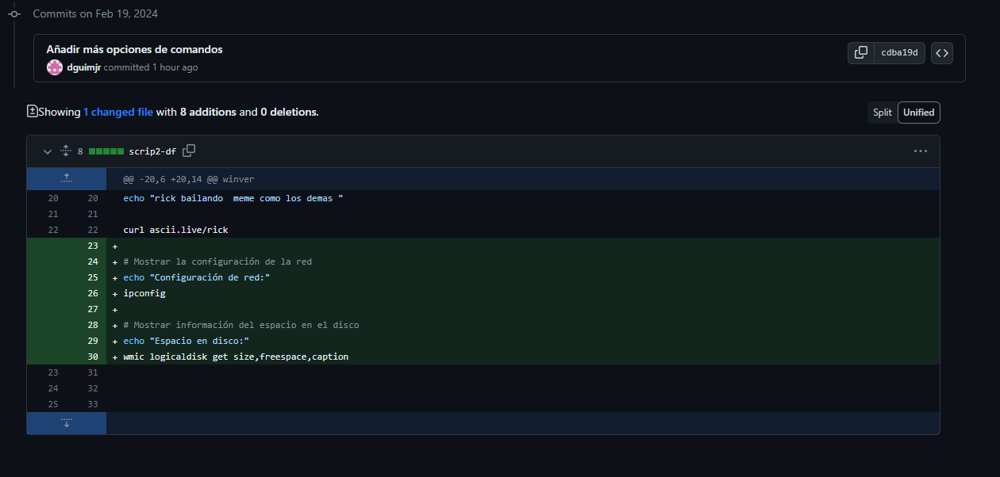 Commits on Feb 19, 2024
Añadir más opciones de comandos
dguimjr committed 1 hour ago
cdba19d
Showing 1 changed file with 8 additions and 0 deletions.
Split Unified
8 scrip2-df
@@ -20,6 +20,14 @@ winver
20 20 echo "rick bailando  meme como los demas "
21 21
22 22 curl ascii.live/rick
23 +
24 + # Mostrar la configuración de la red
25 + echo "Configuración de red:"
26 + ipconfig
27 +
28 + # Mostrar información del espacio en el disco
29 + echo "Espacio en disco:"
30 + wmic logicaldisk get size,freespace,caption
23 31
24 32
25 33